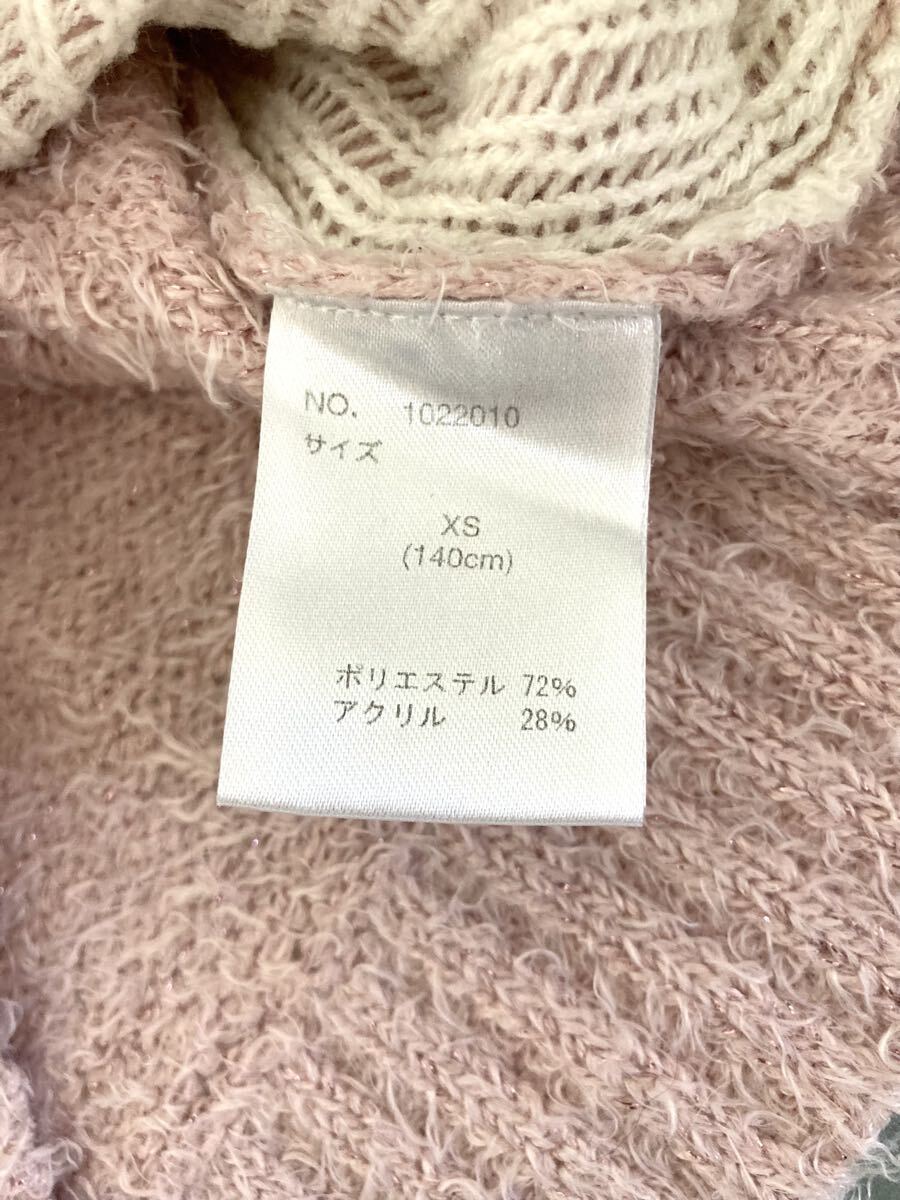 NO. 1022010
サイズ
XS
(140cm)
ポリエステル 72%
アクリル 28%